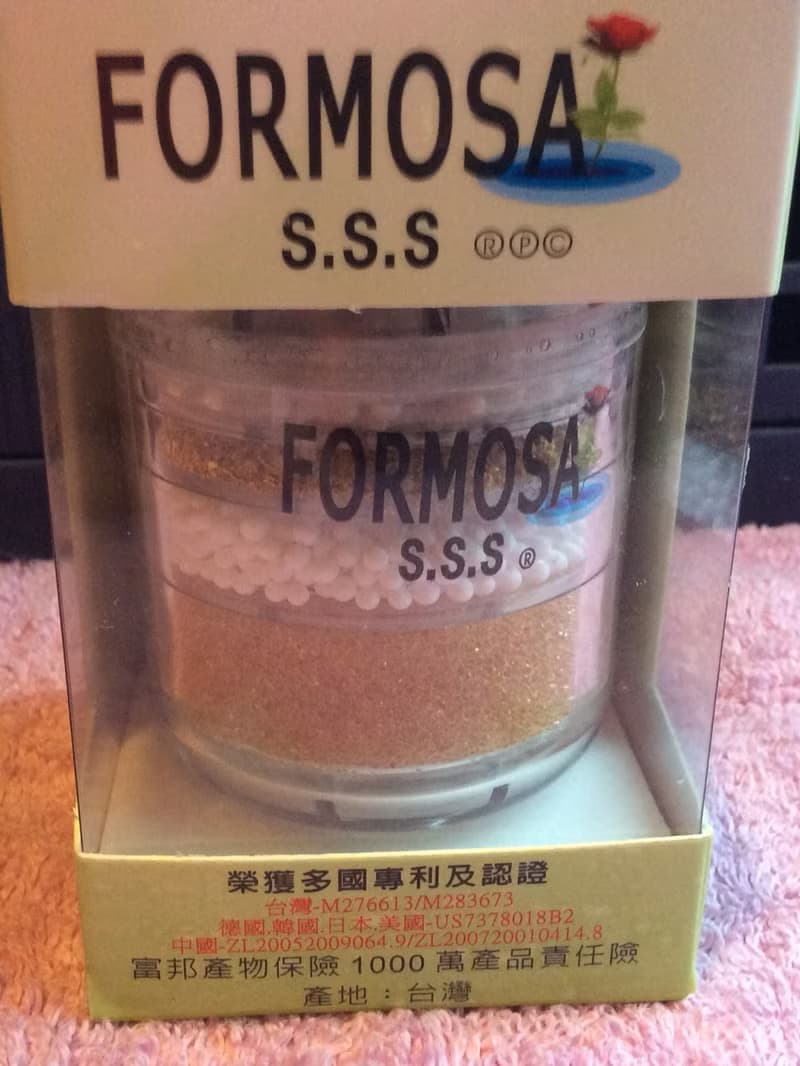 FORMOSA
S.S.S ®Ⓟ©
FORMOSA
S.S.S ®
榮獲多國專利及認證
台灣-M276613/M283673
德國.韓國.日本.美國-US7378018B2
中國-ZL20052009064.9/ZL200720010414.8
富邦產物保險 1000 萬產品責任險
產地：台灣